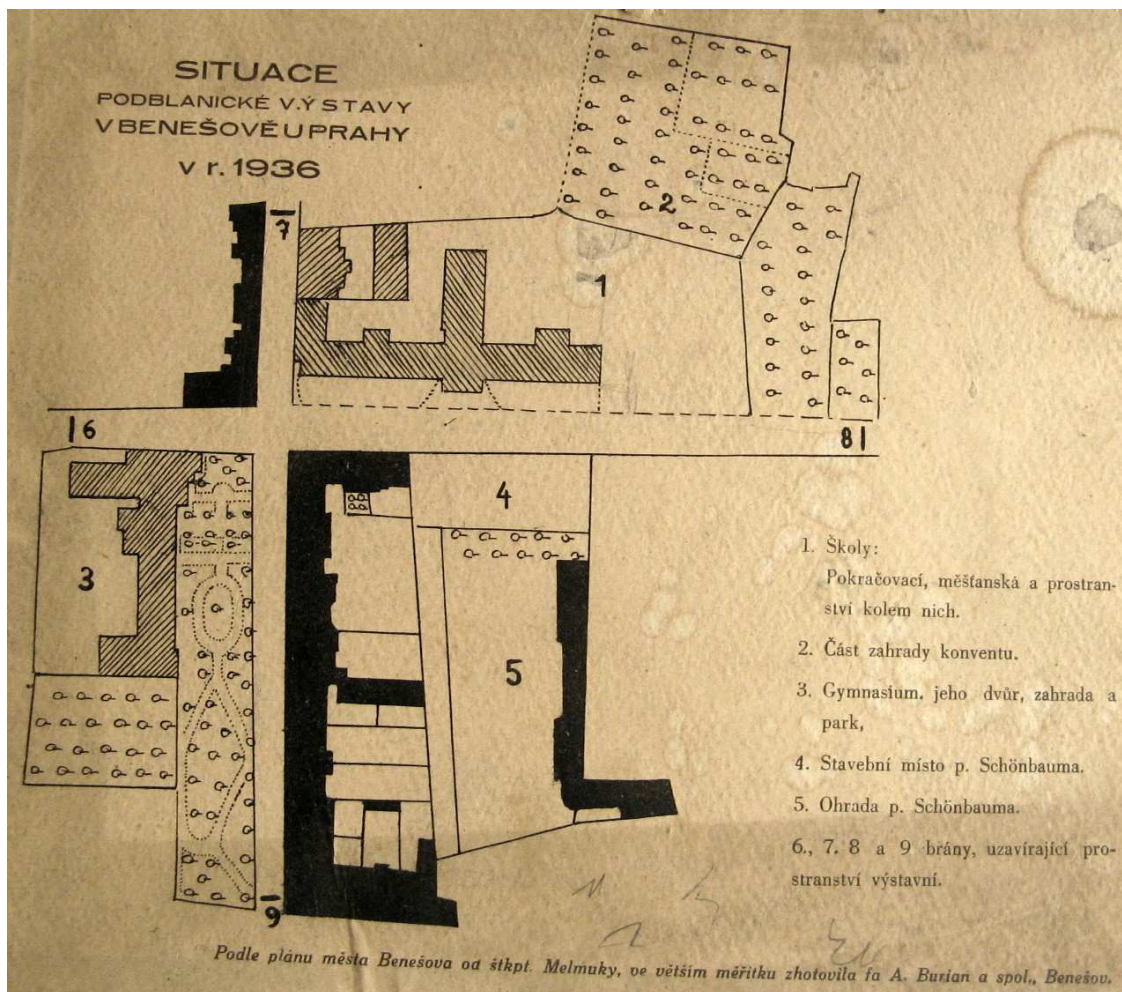 SITUACE
PODBLANICKÉ VÝSTAVY
V BENEŠOVĚ U PRAHY
v r. 1936
7
2
1
6
8
4
3
5
9
1. Školy:
Pokračovací, měšťanská a prostran-
ství kolem nich.
2. Část zahrady konventu.
3. Gymnasium, jeho dvůr, zahrada a
park,
4. Stavební místo p. Schönbauma.
5. Ohrada p. Schönbauma.
6., 7. 8 a 9 brány, uzavírající pro-
stranství výstavní.
Podle plánu města Benešova od štkpt. Melmuky, ve větším měřítku zhotovila fa A. Burian a spol., Benešov.